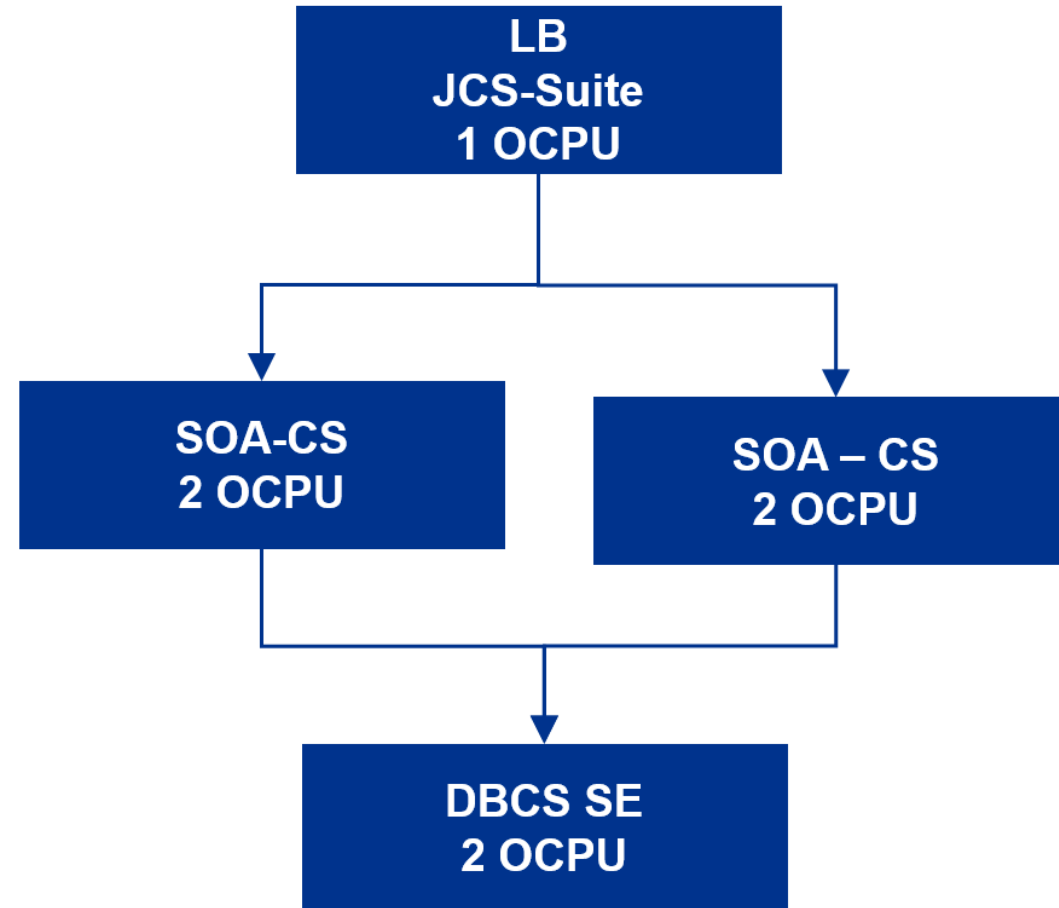 LB
JCS-Suite
1 OCPU
SOA-CS
2 OCPU
SOA – CS
2 OCPU
DBCS SE
2 OCPU